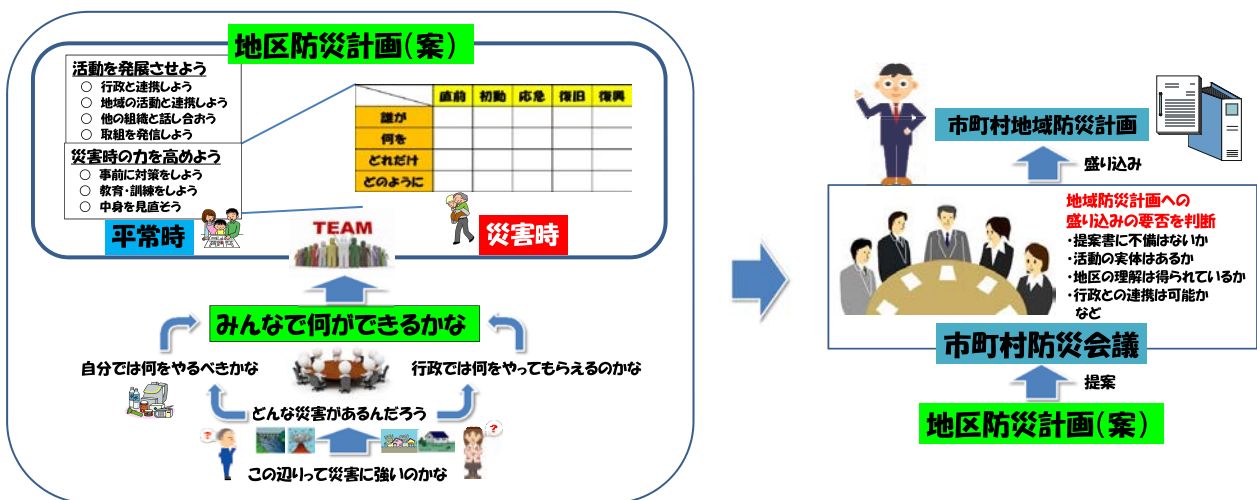 地区防災計画(案)
活動を発展させよう
○ 行政と連携しよう
○ 地域の活動と連携しよう
○ 他の組織と話し合おう
○ 取組を発信しよう
災害時の力を高めよう
○ 事前に対策をしよう
○ 教育・訓練をしよう
○ 中身を見直そう
平常時
直前 初動 応急 復旧 復興
誰が
何を
どれだけ
どのように
TEAM
災害時
みんなで何ができるかな
自分では何をやるべきかな
行政では何をやってもらえるのかな
どんな災害があるんだろう
?
?
この辺りって災害に強いのかな
市町村地域防災計画
盛り込み
地域防災計画への
盛り込みの要否を判断
・提案書に不備はないか
・活動の実体はあるか
・地区の理解は得られているか
・行政との連携は可能か
など
市町村防災会議
提案
地区防災計画(案)